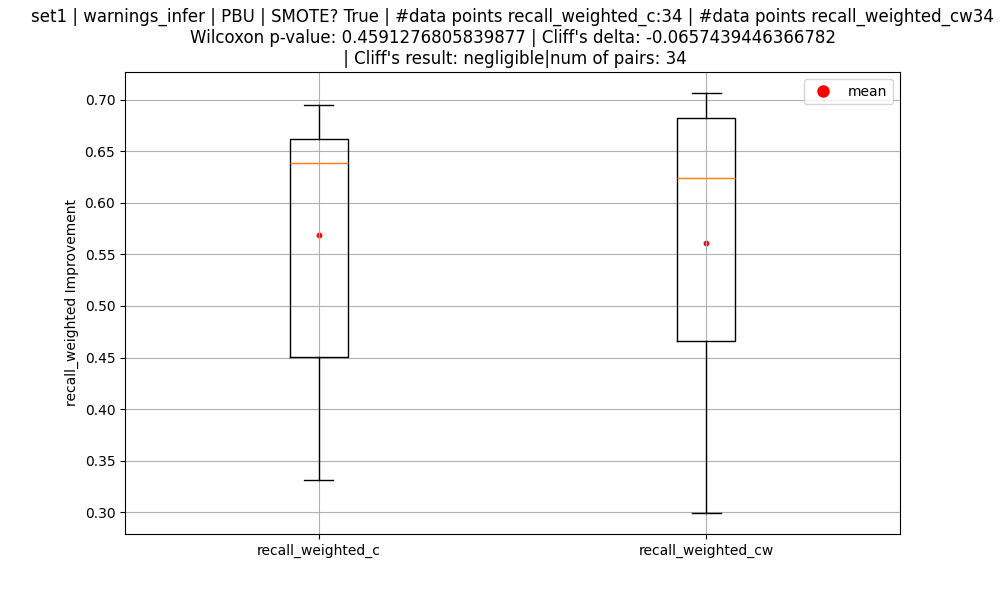 set1 | warnings_infer | PBU | SMOTE? True | #data points recall_weighted_c:34 | #data points recall_weighted_cw34
Wilcoxon p-value: 0.4591276805839877 | Cliff's delta: -0.0657439446366782
| Cliff's result: negligible|num of pairs: 34
mean
0.70
0.65
0.60
0.55
0.50
0.45
0.40
0.35
0.30
recall_weighted Improvement
recall_weighted_c
recall_weighted_cw